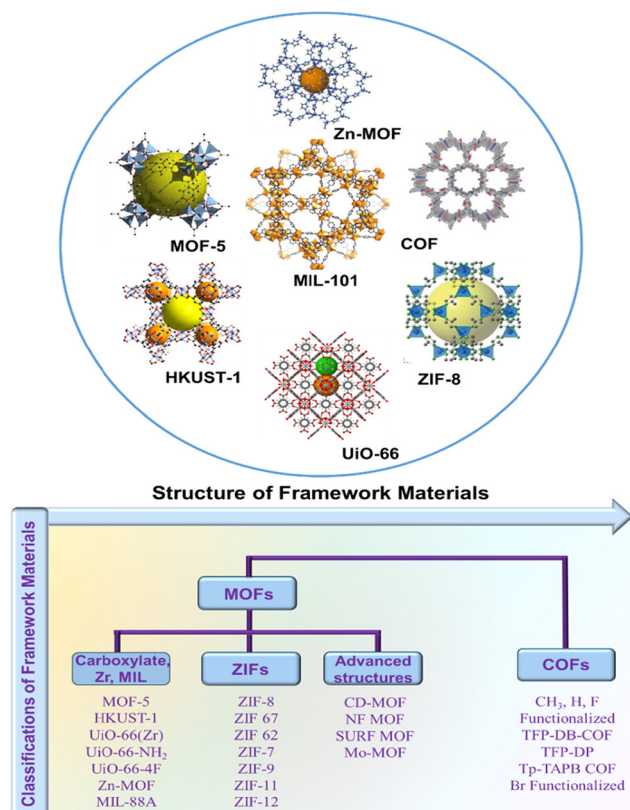 Zn-MOF
MOF-5
MIL-101
COF
HKUST-1
ZIF-8
UiO-66
Structure of Framework Materials
Classifications of Framework Materials
MOFs
Carboxylate,
Zr, MIL
ZIFs
Advanced
structures
COFs
MOF-5
HKUST-1
UiO-66(Zr)
UiO-66-NH₂
UiO-66-4F
Zn-MOF
MIL-88A
ZIF-8
ZIF 67
ZIF 62
ZIF-7
ZIF-9
ZIF-11
ZIF-12
CD-MOF
NF MOF
SURF MOF
Mo-MOF
CH₃, H, F
Functionalized
TFP-DB-COF
TFP-DP
Tp-TAPB COF
Br Functionalized